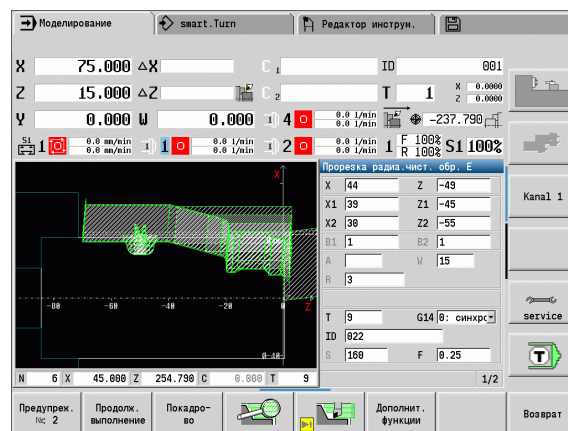 Моделирование smart.Turn Редактор инструм.
X 75.000 △X C 1 ID 001
Z 15.000 △Z C 2 T 1 X 0.0000 Z 0.0000
Y 0.000 U 0.000 4 0.0 1/min 0.0 1/min -237.790
S1 1 0.0 mm/min 0.0 mm/min 1 0.0 1/min 0.0 1/min 2 0.0 1/min 0.0 1/min 1 F 100% R 100% S1 100%
Прорезка радиа.чист. обр. E
X 44 Z -49
X1 39 Z1 -45
X2 30 Z2 -55
B1 1 B2 1
A W 15
R 3
T 9 G14 0: синхрс
ID 022
S 160 F 0.25
1/2
X
-80 -60 -40 -20 0 Z
0-40
N 6 X 45.000 Z 254.790 C 0.000 T 9
Kanal 1
service
T
Предупреж.
№: 2
Продолж.
выполнение
Покадро-
во
Дополнит.
функции
Возврат